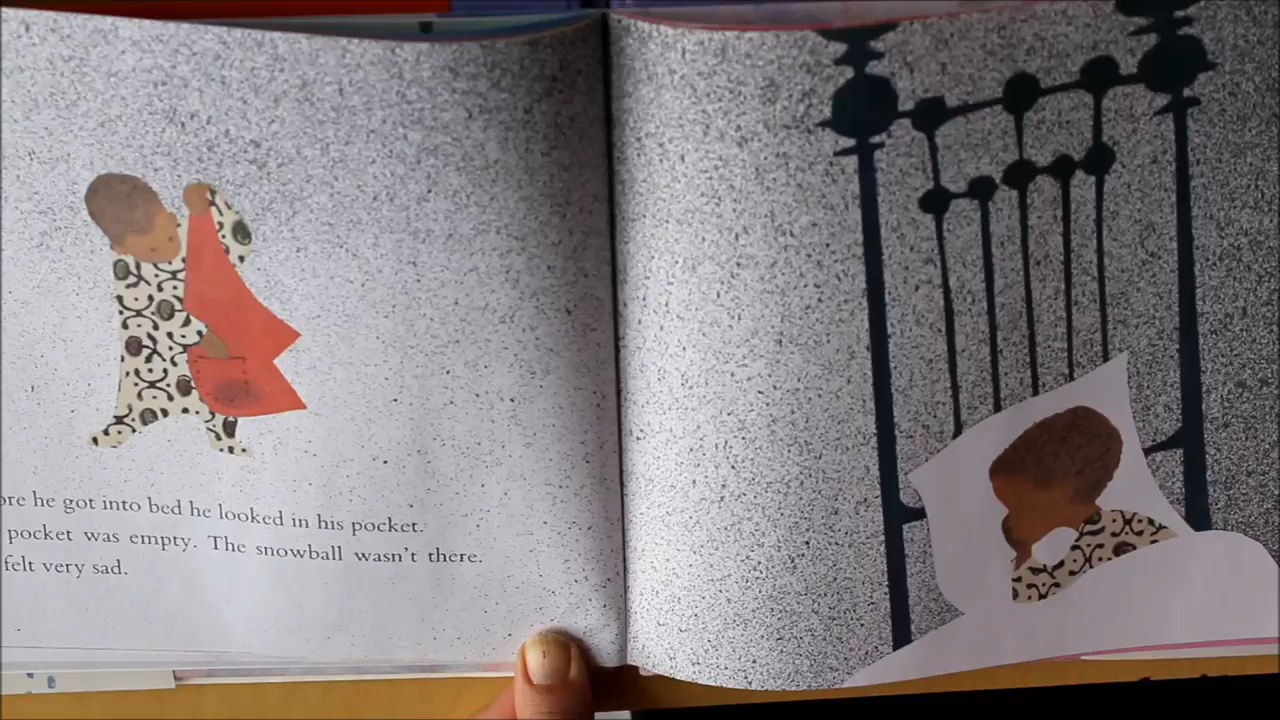 he got into bed he looked in his pocket.
pocket was empty. The snowball wasn't there.
felt very sad.